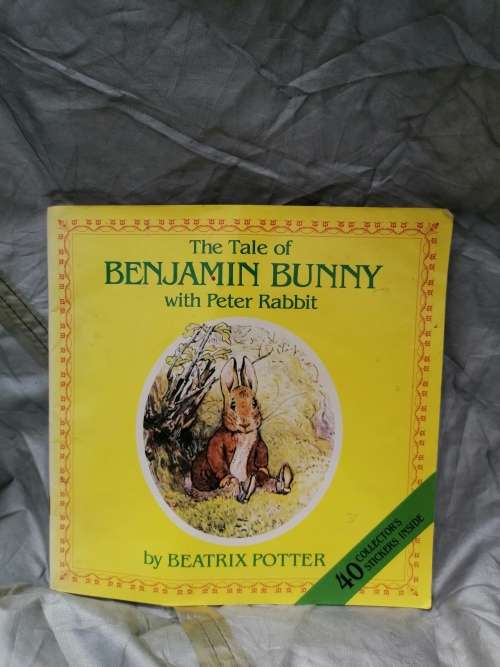 The Tale of
BENJAMIN BUNNY
with Peter Rabbit
by BEATRIX POTTER
40 COLLECTOR'S
STICKERS INSIDE